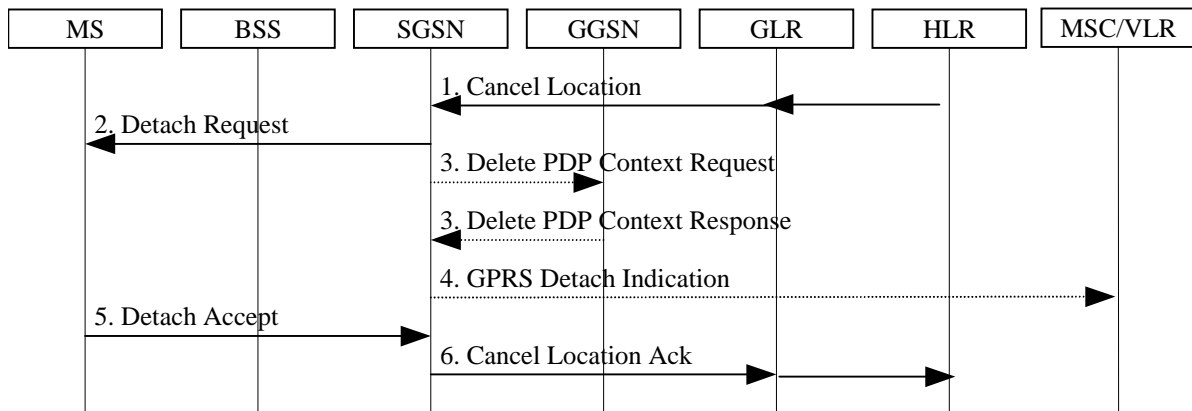 MS BSS SGSN GGSN GLR HLR MSC/VLR
1. Cancel Location
2. Detach Request
3. Delete PDP Context Request
3. Delete PDP Context Response
4. GPRS Detach Indication
5. Detach Accept
6. Cancel Location Ack